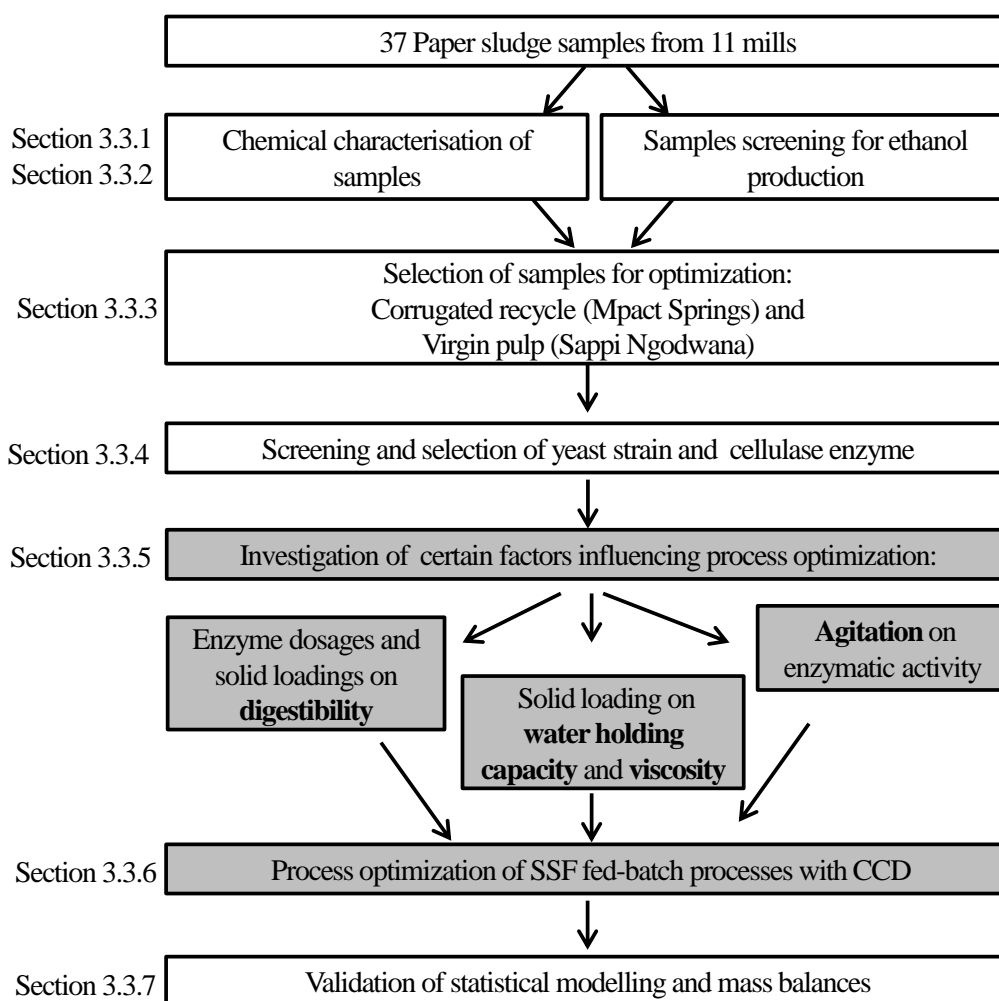 37 Paper sludge samples from 11 mills
Section 3.3.1
Section 3.3.2
Chemical characterisation of
samples
Samples screening for ethanol
production
Section 3.3.3
Selection of samples for optimization:
Corrugated recycle (Mpact Springs) and
Virgin pulp (Sappi Ngodwana)
Section 3.3.4
Screening and selection of yeast strain and cellulase enzyme
Section 3.3.5
Investigation of certain factors influencing process optimization:
Enzyme dosages and
solid loadings on
digestibility
Solid loading on
water holding
capacity and viscosity
Agitation on
enzymatic activity
Section 3.3.6
Process optimization of SSF fed-batch processes with CCD
Section 3.3.7
Validation of statistical modelling and mass balances